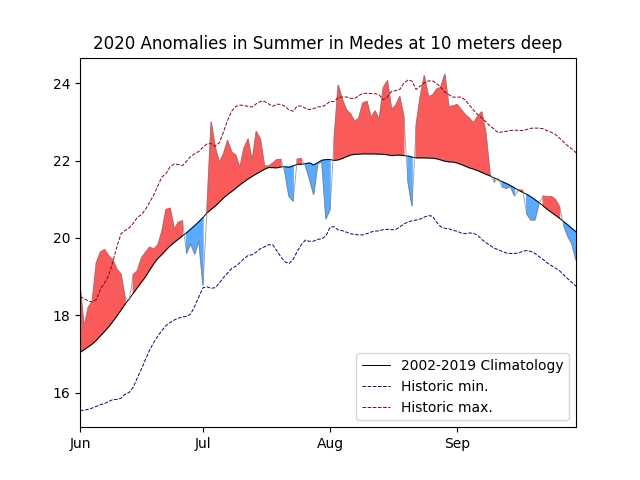 2020 Anomalies in Summer in Medes at 10 meters deep
24
22
20
18
16
Jun
Jul
Aug
Sep
2002-2019 Climatology
Historic min.
Historic max.